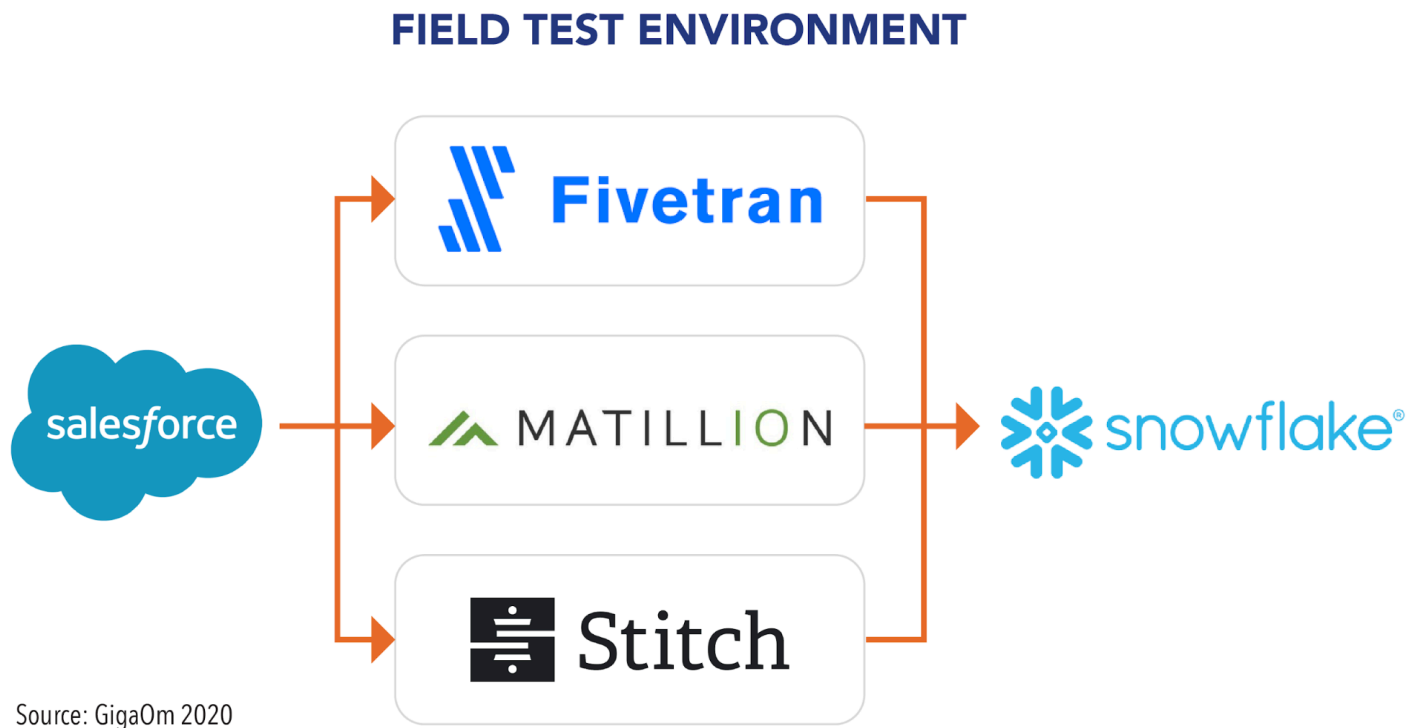 FIELD TEST ENVIRONMENT
Fivetran
salesforce
MATILLION
snowflake®
Stitch
Source: GigaOm 2020